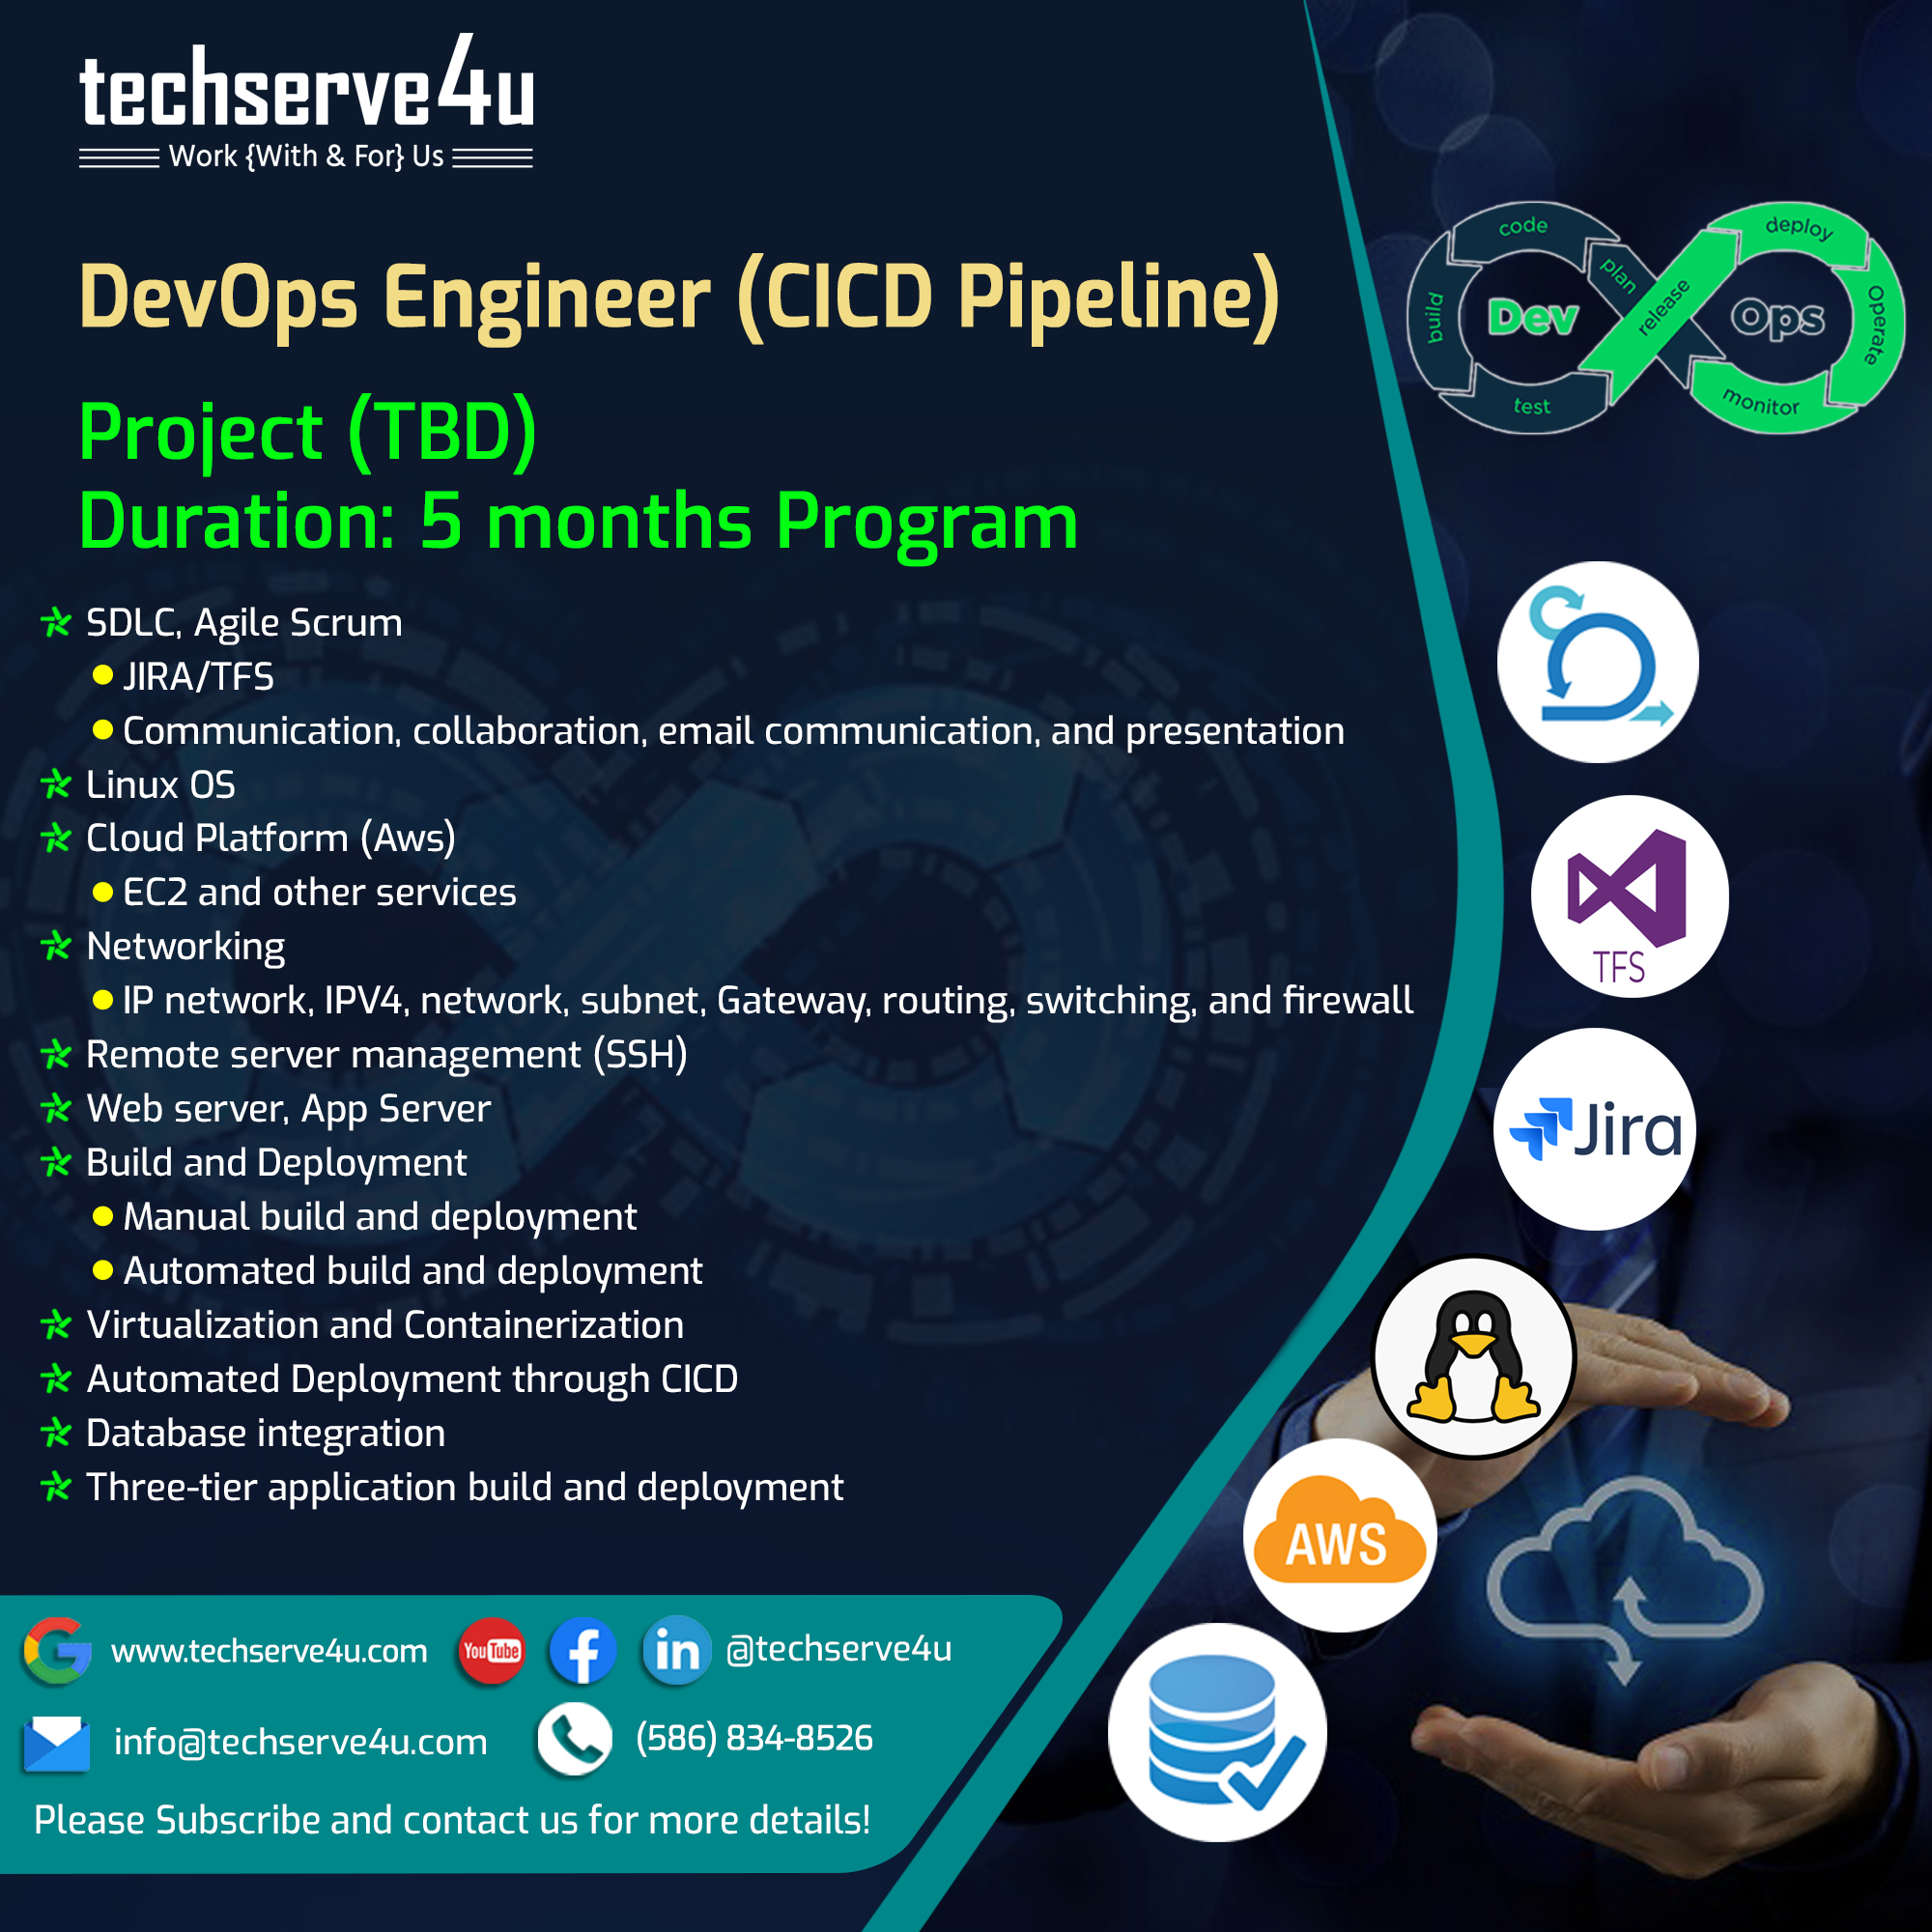 techserve4u
Work {With & For} Us
DevOps Engineer (CICD Pipeline)
Project (TBD)
Duration: 5 months Program
SDLC, Agile Scrum
JIRA/TFS
Communication, collaboration, email communication, and presentation
Linux OS
Cloud Platform (Aws)
EC2 and other services
Networking
IP network, IPV4, network, subnet, Gateway, routing, switching, and firewall
Remote server management (SSH)
Web server, App Server
Build and Deployment
Manual build and deployment
Automated build and deployment
Virtualization and Containerization
Automated Deployment through CICD
Database integration
Three-tier application build and deployment
code
plan
build
test
Dev
release
deploy
Operate
monitor
Ops
TFS
Jira
AWS
www.techserve4u.com
YouTube
in
@techserve4u
info@techserve4u.com
(586) 834-8526
Please Subscribe and contact us for more details!